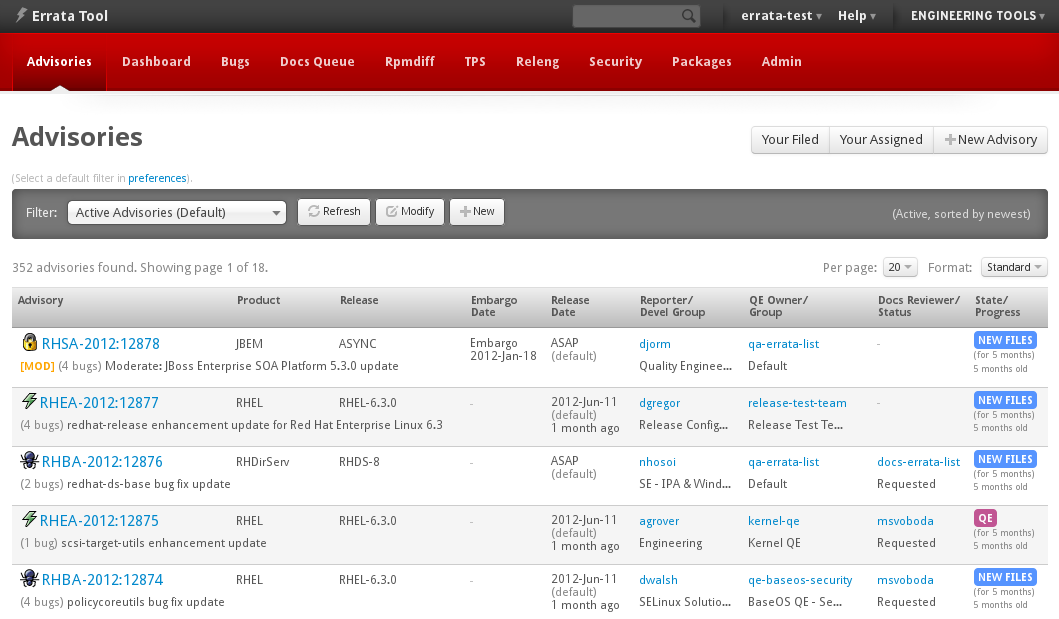 Errata Tool errata-test ▾ Help ▾ ENGINEERING TOOLS ▾
Advisories Dashboard Bugs Docs Queue Rpmdiff TPS Releng Security Packages Admin
Advisories
Your Filed Your Assigned New Advisory
(Select a default filter in preferences).
Filter: Active Advisories (Default) Refresh Modify New (Active, sorted by newest)
352 advisories found. Showing page 1 of 18. Per page: 20 Format: Standard
Advisory Product Release Embargo Date Release Date Reporter/ Devel Group QE Owner/ Group Docs Reviewer/ Status State/ Progress
RHSA-2012:12878 JBEM ASYNC Embargo 2012-Jan-18 ASAP (default) djorm qa-errata-list - NEW FILES
[MOD] (4 bugs) Moderate: JBoss Enterprise SOA Platform 5.3.0 update Quality Enginee... Default (for 5 months) 5 months old
RHEA-2012:12877 RHEL RHEL-6.3.0 - 2012-Jun-11 (default) 1 month ago dgregor release-test-team - NEW FILES
(4 bugs) redhat-release enhancement update for Red Hat Enterprise Linux 6.3 Release Config... Release Test Te... (for 5 months) 5 months old
RHBA-2012:12876 RHDirServ RHDS-8 - ASAP (default) nhosoi qa-errata-list docs-errata-list NEW FILES
(2 bugs) redhat-ds-base bug fix update SE - IPA & Wind... Default Requested (for 5 months) 5 months old
RHEA-2012:12875 RHEL RHEL-6.3.0 - 2012-Jun-11 (default) 1 month ago agrover kernel-qe msvoboda QE
(1 bug) scsi-target-utils enhancement update Engineering Kernel QE Requested (for 5 months) 5 months old
RHBA-2012:12874 RHEL RHEL-6.3.0 - 2012-Jun-11 (default) 1 month ago dwalsh qe-baseos-security msvoboda NEW FILES
(4 bugs) policycoreutils bug fix update SELinux Solutio... BaseOS QE - Se... Requested (for 5 months) 5 months old